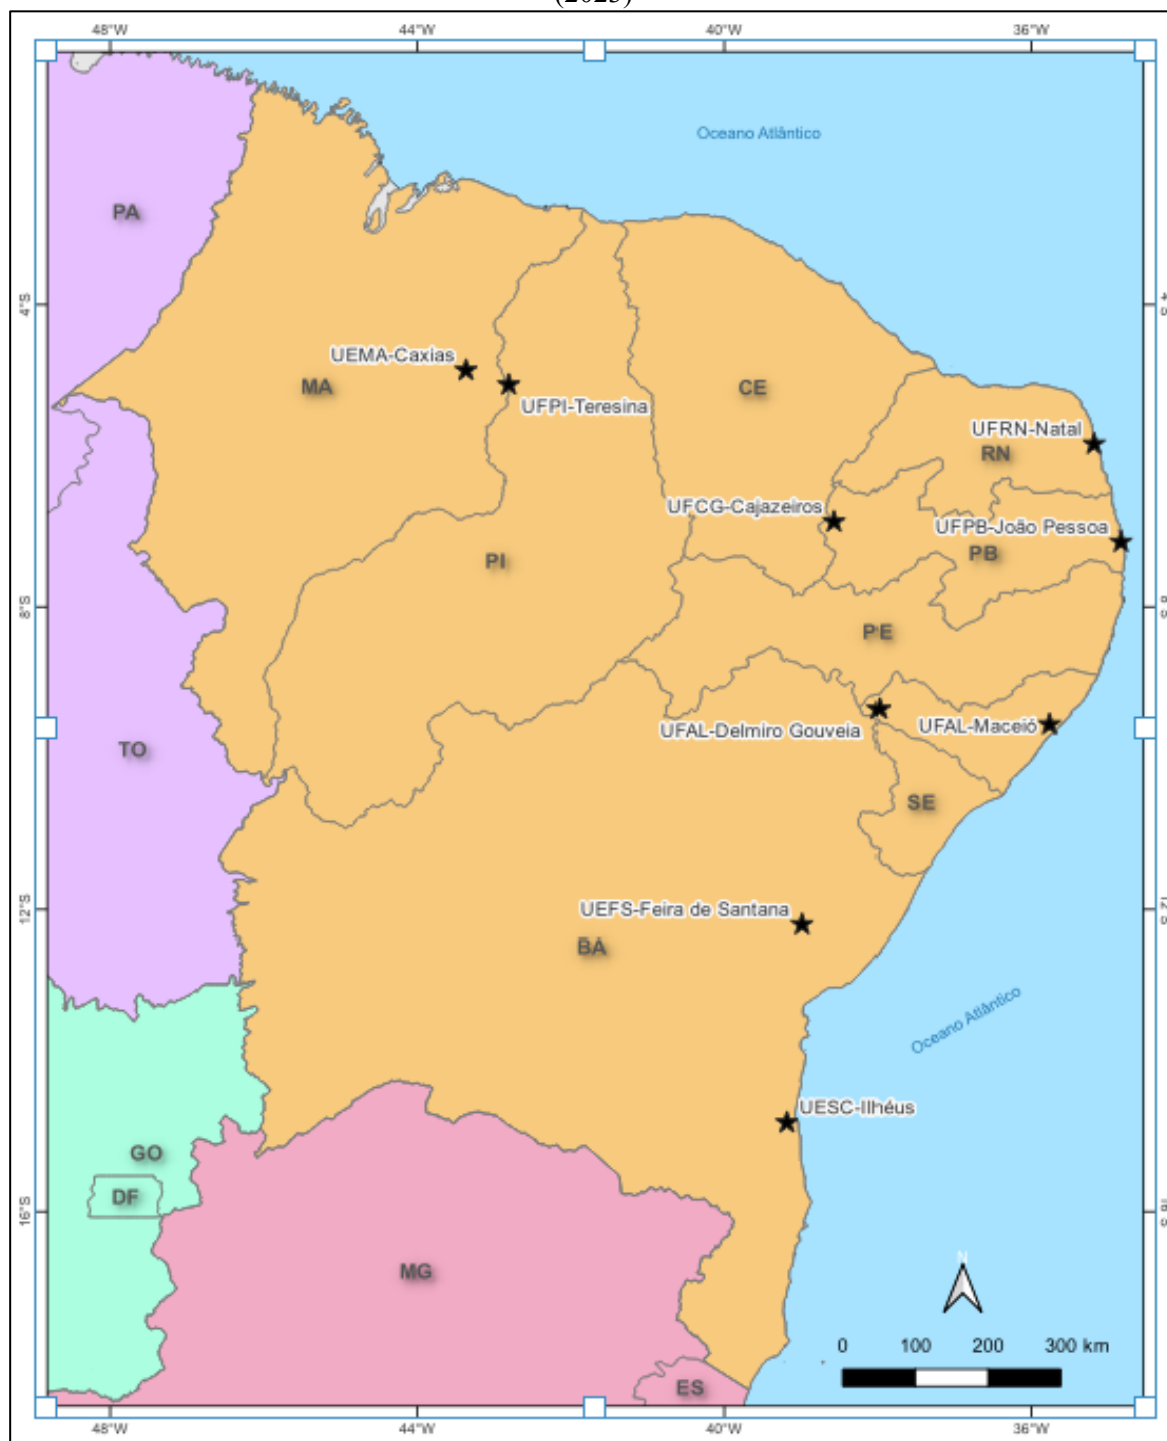 (2023)
48°W 44°W 40°W 36°W
Oceano Atlântico
PA
4°S
UEMA-Caxias
MA
CE
UFPI-Teresina
UFRN-Natal
RN
UFCG-Cajazeiros
UFPB-João Pessoa
PB
PI
8°S
PE
UFAL-Delmiro Gouveia
UFAL-Maceió
TO
SE
12°S
UEFS-Feira de Santana
BA
Oceano Atlântico
UESC-Ilhéus
GO
DF
16°S
MG
N
0 100 200 300 km
ES
48°W 44°W 40°W 36°W